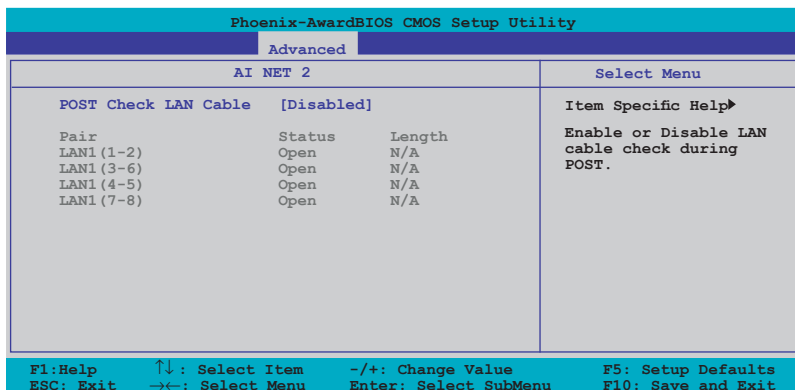 Phoenix-AwardBIOS CMOS Setup Utility
Advanced
AI NET 2
Select Menu
POST Check LAN Cable [Disabled]
Item Specific Help▶
Pair Status Length
LAN1(1-2) Open N/A
LAN1(3-6) Open N/A
LAN1(4-5) Open N/A
LAN1(7-8) Open N/A
Enable or Disable LAN
cable check during
POST.
F1:Help ↑↓: Select Item -/+: Change Value F5: Setup Defaults
ESC: Exit →←: Select Menu Enter: Select SubMenu F10: Save and Exit